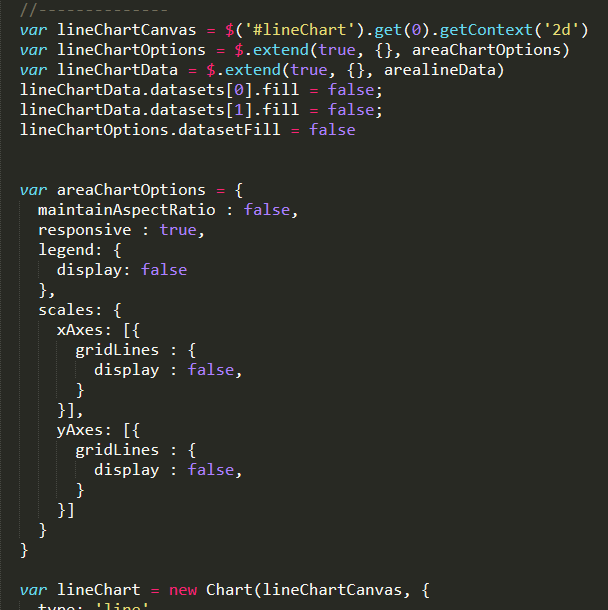 //--------------
var lineChartCanvas = $('#lineChart').get(0).getContext('2d')
var lineChartOptions = $.extend(true, {}, areaChartOptions)
var lineChartData = $.extend(true, {}, arealineData)
lineChartData.datasets[0].fill = false;
lineChartData.datasets[1].fill = false;
lineChartOptions.datasetFill = false
var areaChartOptions = {
maintainAspectRatio : false,
responsive : true,
legend: {
display: false
},
scales: {
xAxes: [{
gridLines : {
display : false,
}
}],
yAxes: [{
gridLines : {
display : false,
}
}]
}
}
var lineChart = new Chart(lineChartCanvas, {
type: 'line'